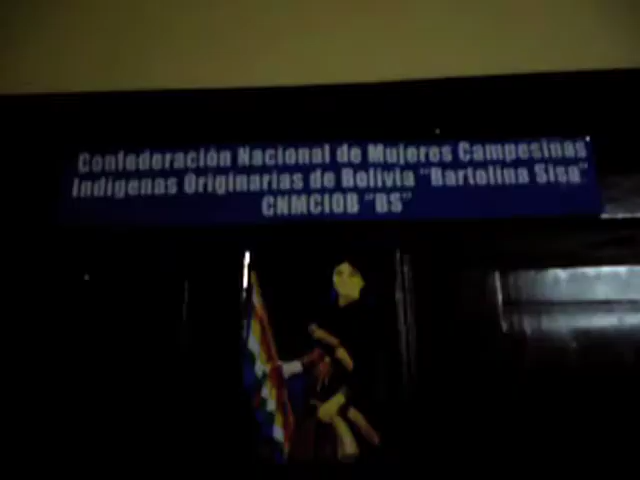 Confederación Nacional de Mujeres Campesinas
Indígenas Originarias de Bolivia "Bartolina Sisa"
CNMCIOB "BS"